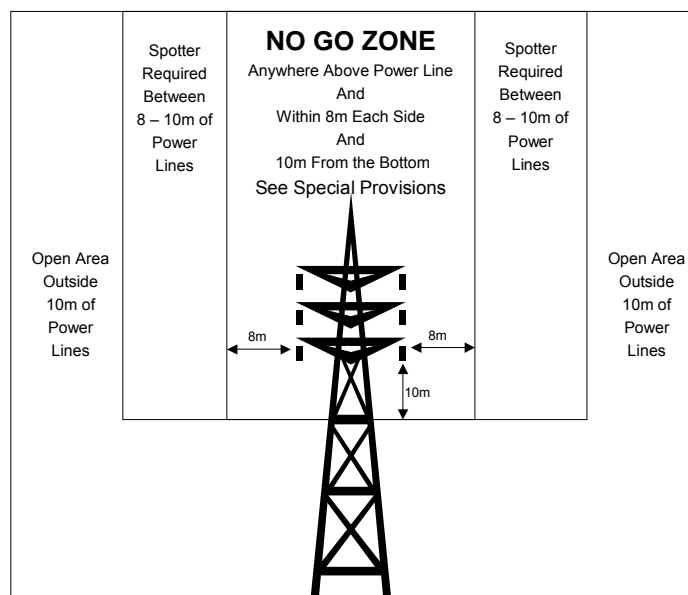 NO GO ZONE
Anywhere Above Power Line
And
Within 8m Each Side
And
10m From the Bottom
See Special Provisions
Spotter
Required
Between
8 – 10m of
Power
Lines
Spotter
Required
Between
8 – 10m of
Power
Lines
Open Area
Outside
10m of
Power
Lines
Open Area
Outside
10m of
Power
Lines
8m
8m
10m